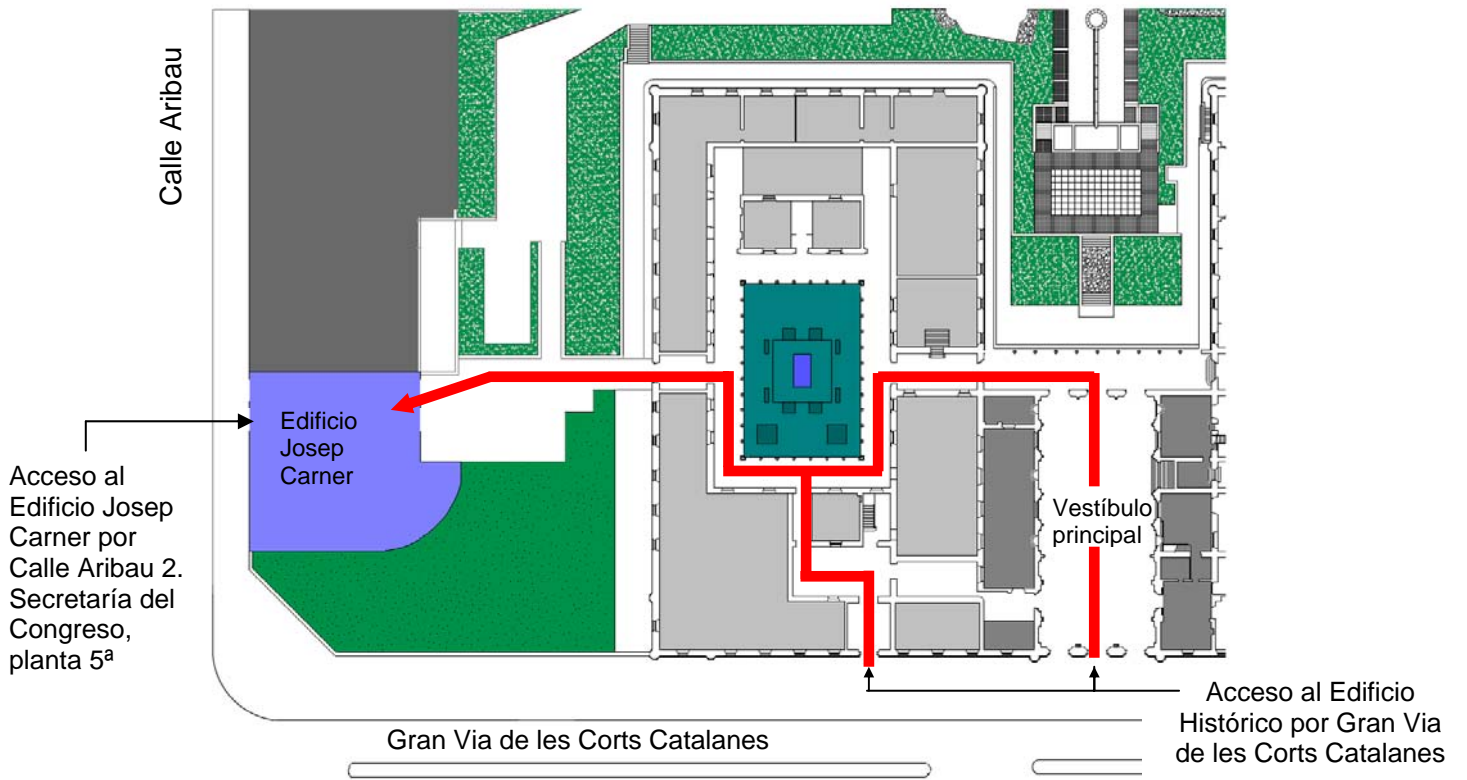 Calle Aribau
Edificio
Josep
Carner
Acceso al
Edificio Josep
Carner por
Calle Aribau 2.
Secretaría del
Congreso,
planta 5ª
Vestíbulo
principal
Acceso al Edificio
Histórico por Gran Via
de les Corts Catalanes
Gran Via de les Corts Catalanes